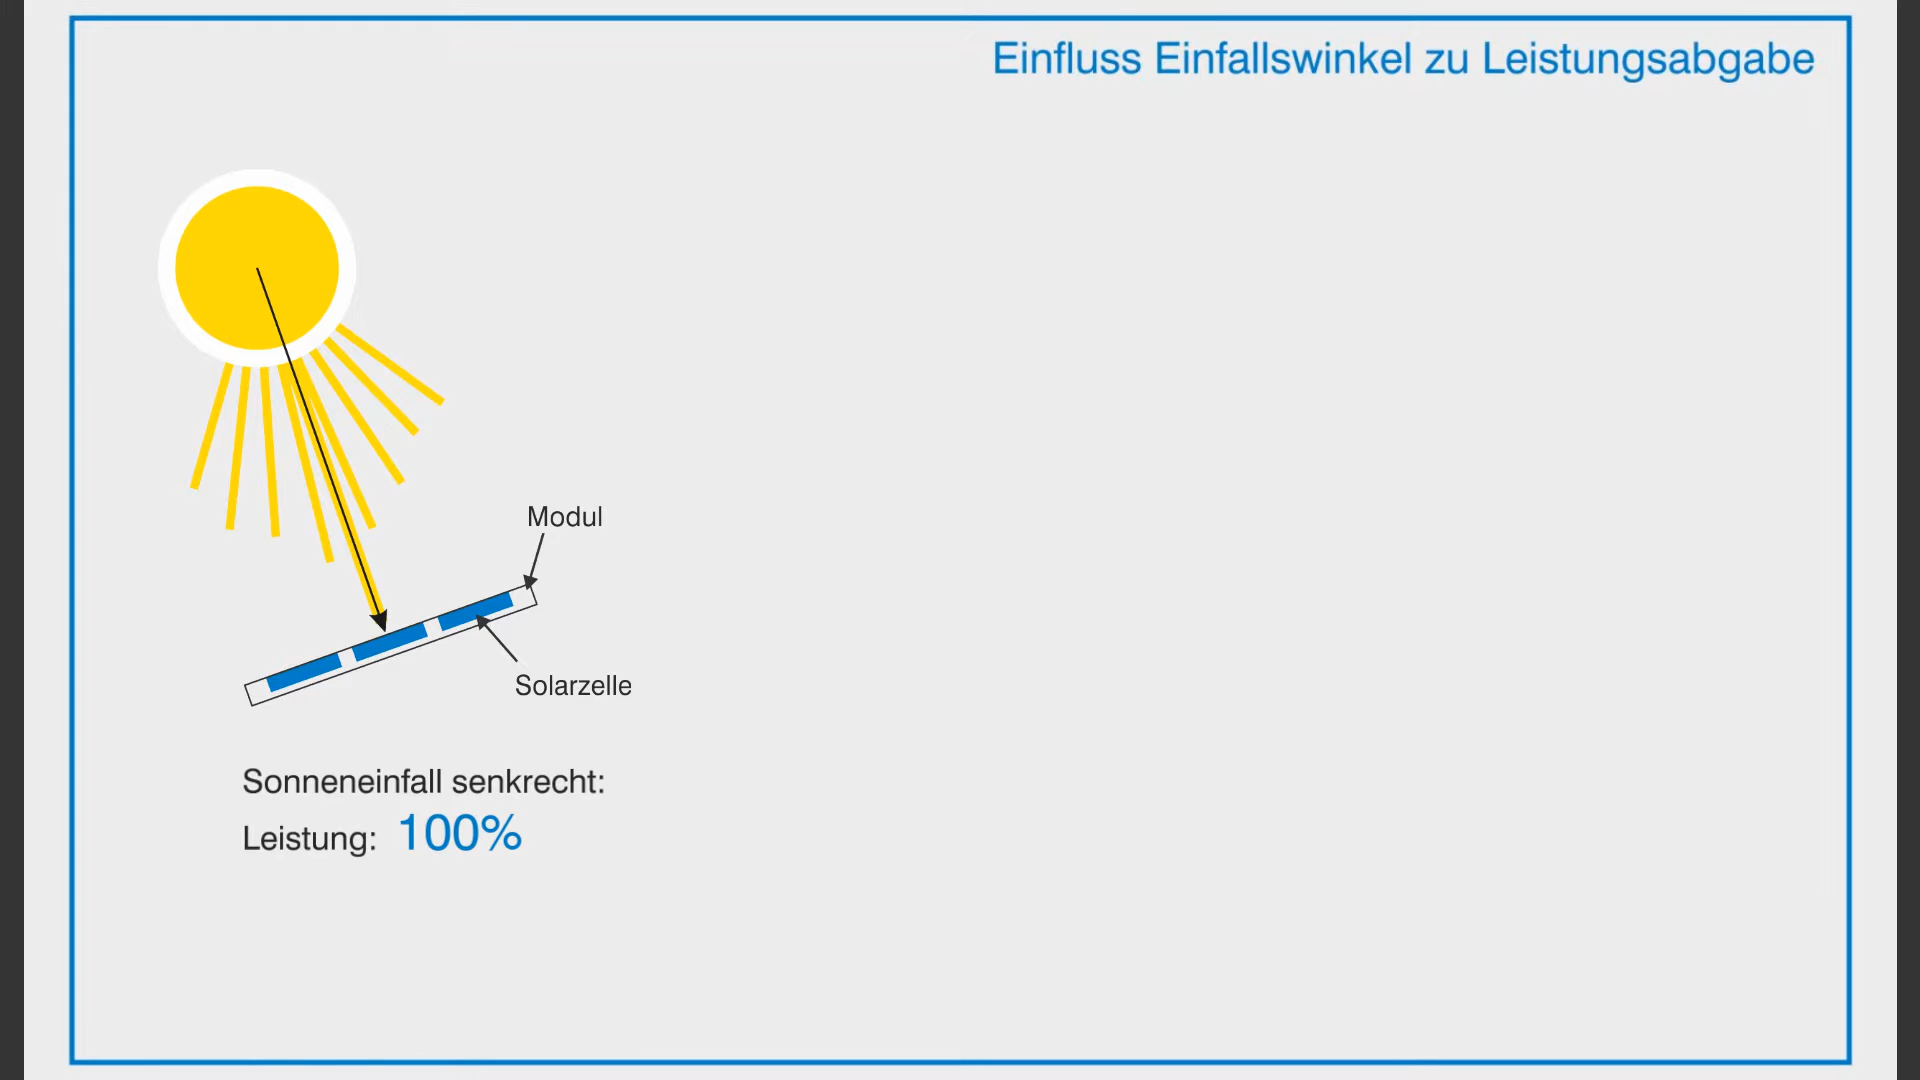 Einfluss Einfallswinkel zu Leistungsabgabe
Modul
Solarzelle
Sonneneinfall senkrecht:
Leistung: 100%